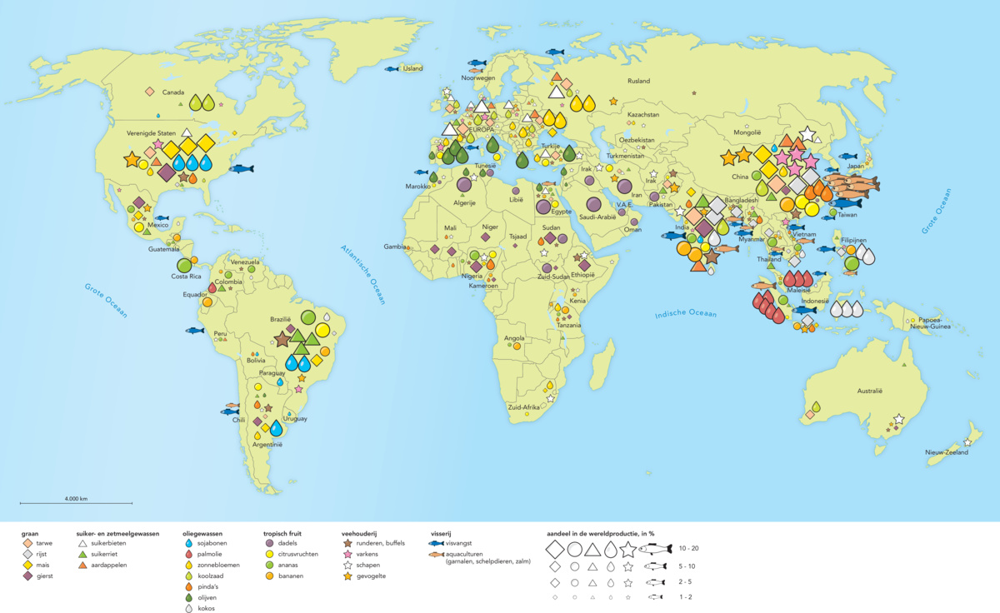 IJsland
Noorwegen
Rusland
Canada
Kazachstan
Verenigde Staten
EUROPA
Mongolië
Oezbekistan
Turkije
Turkmenistan
Japan
Tunesië
Irak
Irak
China
Marokko
Iran
Algerije
Libië
Egypte
V.A.E.
Pakistan
Bangladesh
Taiwan
Saudi-Arabië
Oman
Mexico
Mali
Niger
Sudan
India
Myanmar
Vietnam
Grote Oceaan
Guatemala
Gambia
Tsjaad
Thailand
Filipijnen
Atlantische Oceaan
Costa Rica
Venezuela
Nigeria
Zuid-Sudan
Ethiopië
Colombia
Kameroen
Grote Oceaan
Equador
Kenia
Maleisië
Indonesië
Brazilië
Indische Oceaan
Tanzania
Papoea-
Nieuw-Guinea
Peru
Angola
Bolivia
Paraguay
Australië
Zuid-Afrika
Chili
Uruguay
Argentinië
Nieuw-Zeeland
4.000 km
graan
tarwe
rijst
mais
gierst
suiker- en zetmeelgewassen
suikerbieten
suikerriet
aardappelen
oliegewassen
sojabonen
palmolie
zonnebloemen
koolzaad
pinda's
olijven
kokos
tropisch fruit
dadels
citrusvruchten
ananas
bananen
veehouderij
runderen, buffels
varkens
schapen
gevogelte
visserij
visvangst
aquaculturen
(garnalen, schelpdieren, zalm)
aandeel in de wereldproductie, in %
10 - 20
5 - 10
2 - 5
1 - 2